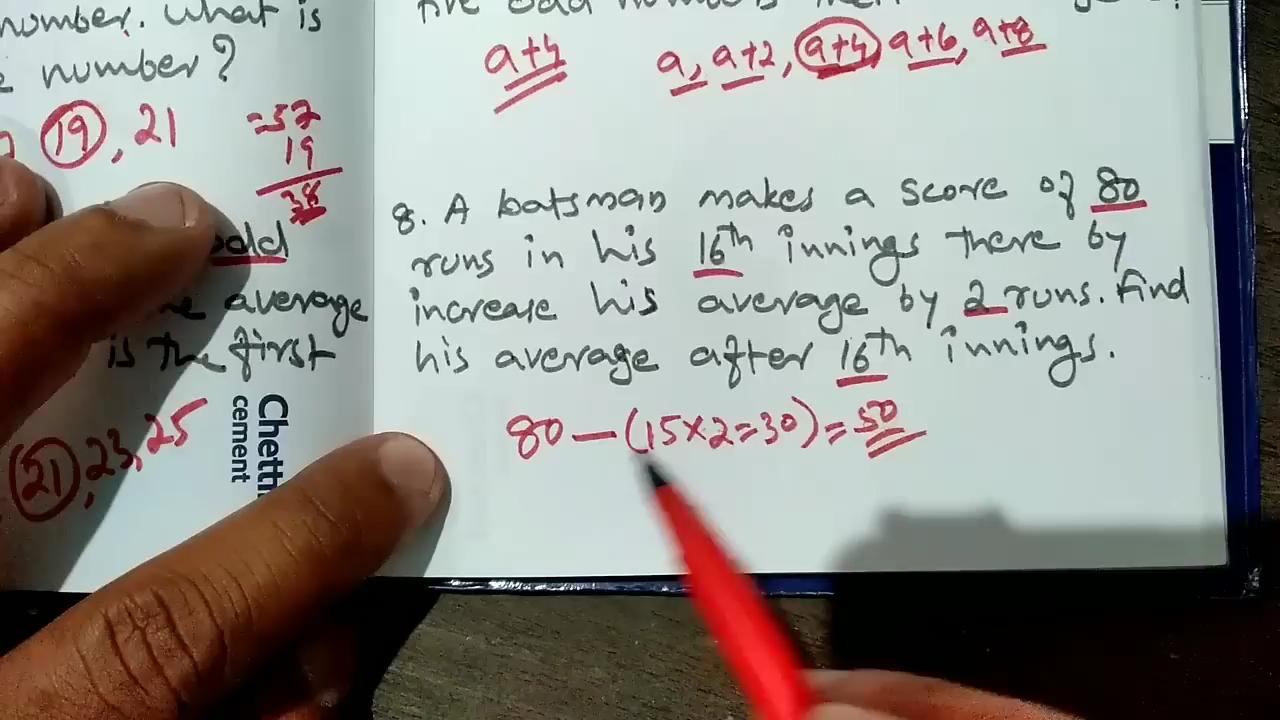 number. What is
number?
19, 21
=57
19
38
odd
average
is the first
21, 23, 25
Chetti
cement
a+4 a, a+2, a+4, a+6, a+8
8. A batsman makes a score of 80
runs in his 16th innings there by
increase his average by 2 runs. Find
his average after 16th innings.
80-(15×2=30)=50